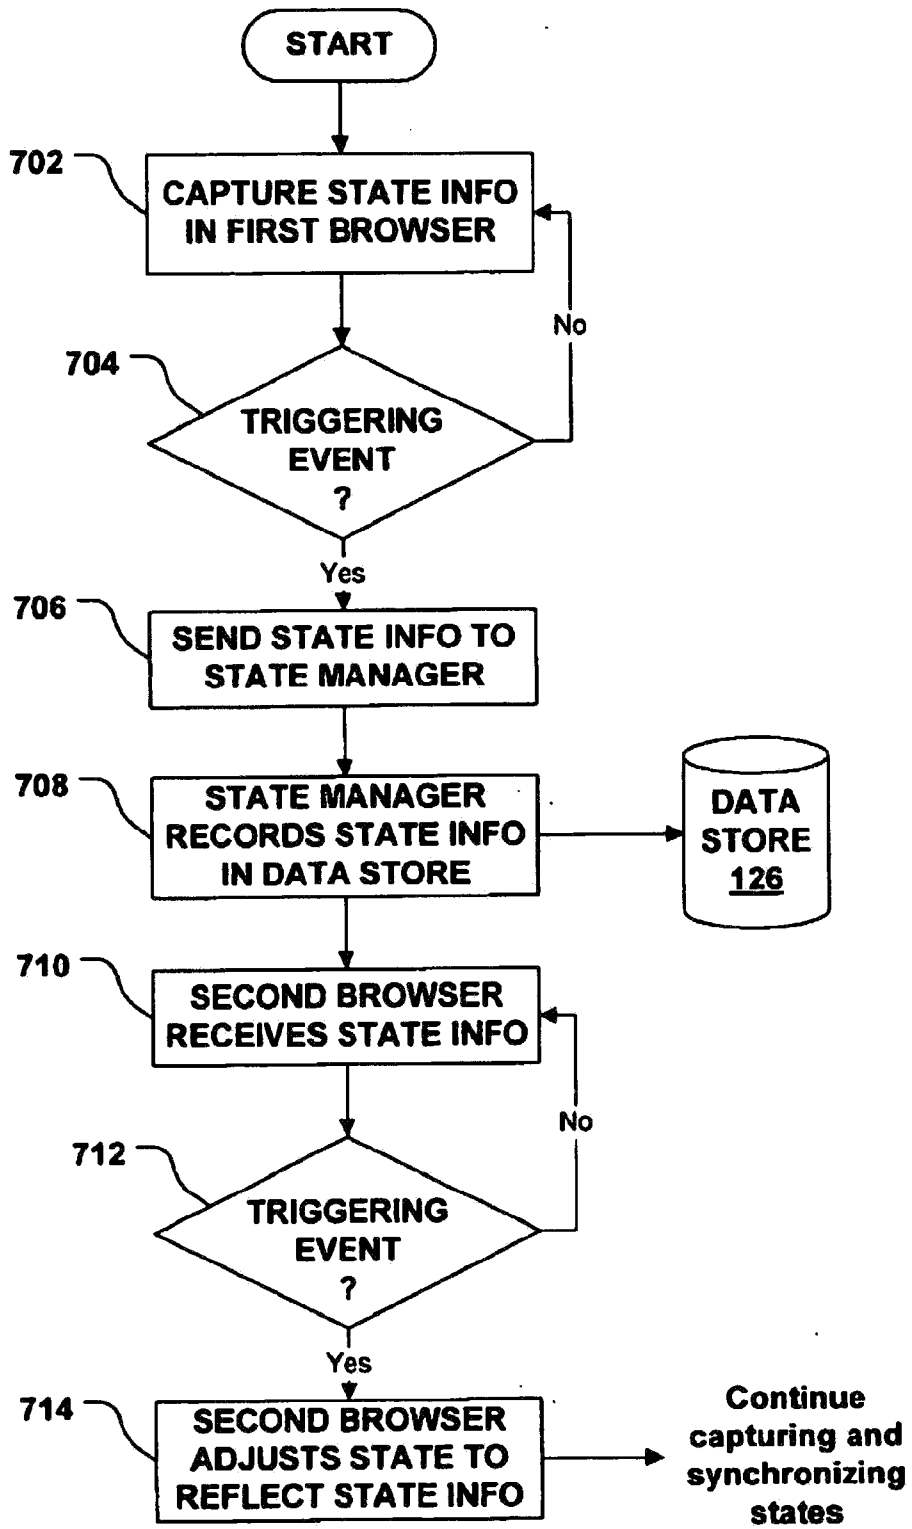 START
702
CAPTURE STATE INFO
IN FIRST BROWSER
No
704
TRIGGERING
EVENT
?
Yes
706
SEND STATE INFO TO
STATE MANAGER
708
STATE MANAGER
RECORDS STATE INFO
IN DATA STORE
DATA
STORE
126
710
SECOND BROWSER
RECEIVES STATE INFO
No
712
TRIGGERING
EVENT
?
Yes
714
SECOND BROWSER
ADJUSTS STATE TO
REFLECT STATE INFO
Continue
capturing and
synchronizing
states